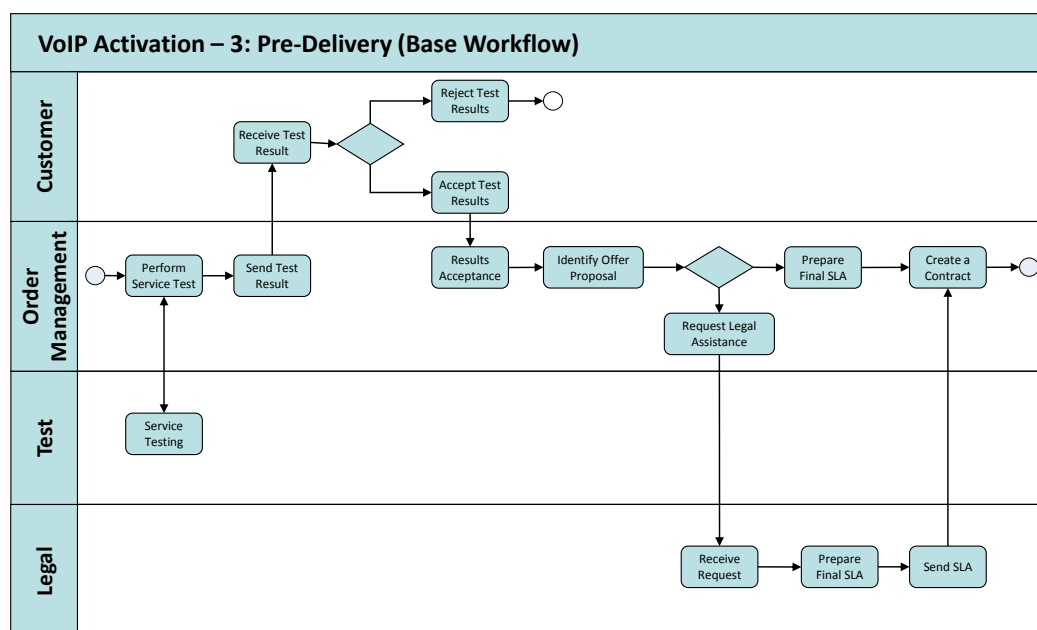 VoIP Activation – 3: Pre-Delivery (Base Workflow)
Customer
Reject Test
Results
Receive Test
Result
Accept Test
Results
Order
Management
Perform
Service Test
Send Test
Result
Results
Acceptance
Identify Offer
Proposal
Prepare
Final SLA
Create a
Contract
Request Legal
Assistance
Test
Service
Testing
Legal
Receive
Request
Prepare
Final SLA
Send SLA